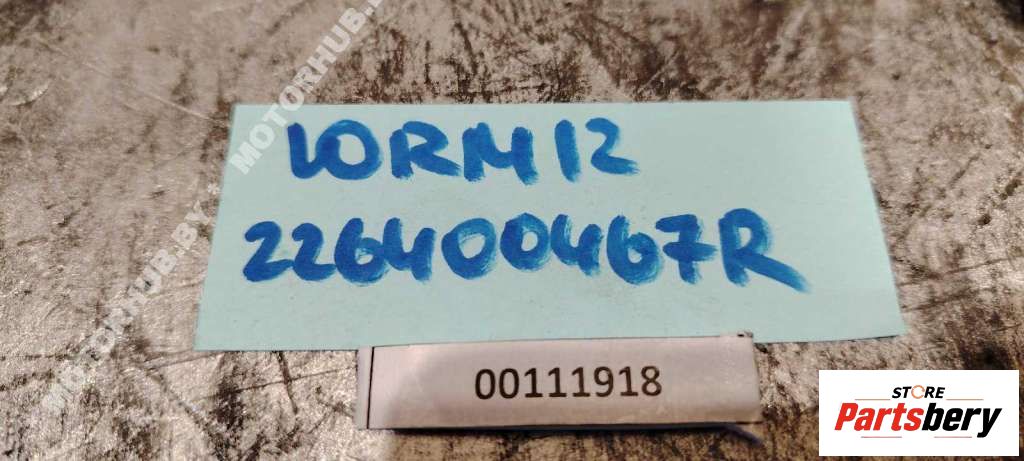 10RM12
226400467R
00111918
MOTORHUB.BY * MOTORHUB.BY
STORE
Partsbery